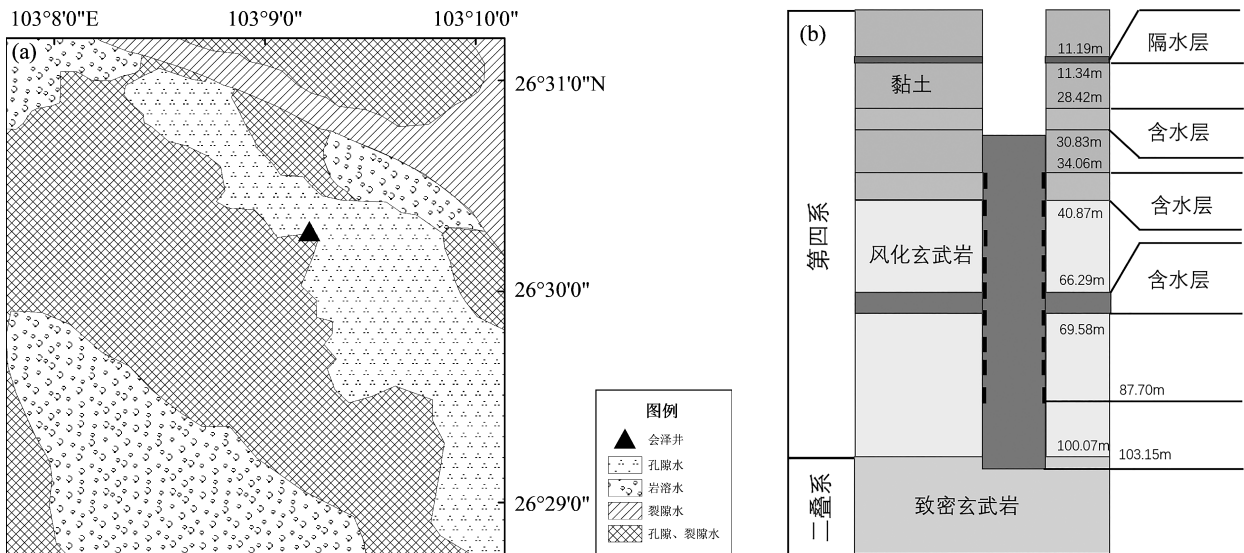 103°8'0"E
103°9'0"
103°10'0"
(a)
26°31'0"N
26°30'0"
26°29'0"
图例
会泽井
孔隙水
岩溶水
裂隙水
孔隙、裂隙水
(b)
第四系
二叠系
黏土
风化玄武岩
致密玄武岩
11.19m
11.34m
28.42m
30.83m
34.06m
40.87m
66.29m
69.58m
87.70m
100.07m
103.15m
隔水层
含水层
含水层
含水层